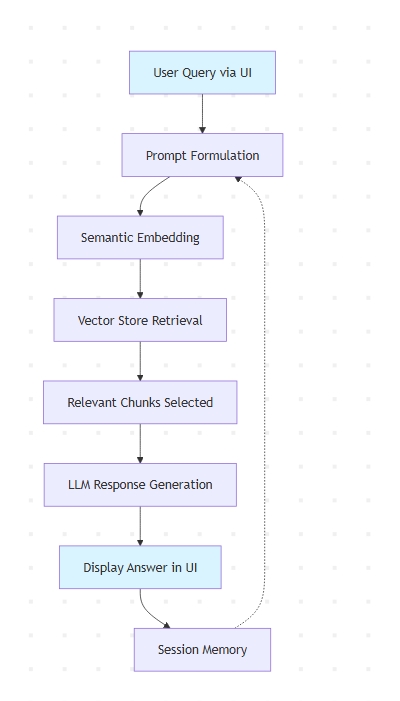 User Query via UI
Prompt Formulation
Semantic Embedding
Vector Store Retrieval
Relevant Chunks Selected
LLM Response Generation
Display Answer in UI
Session Memory